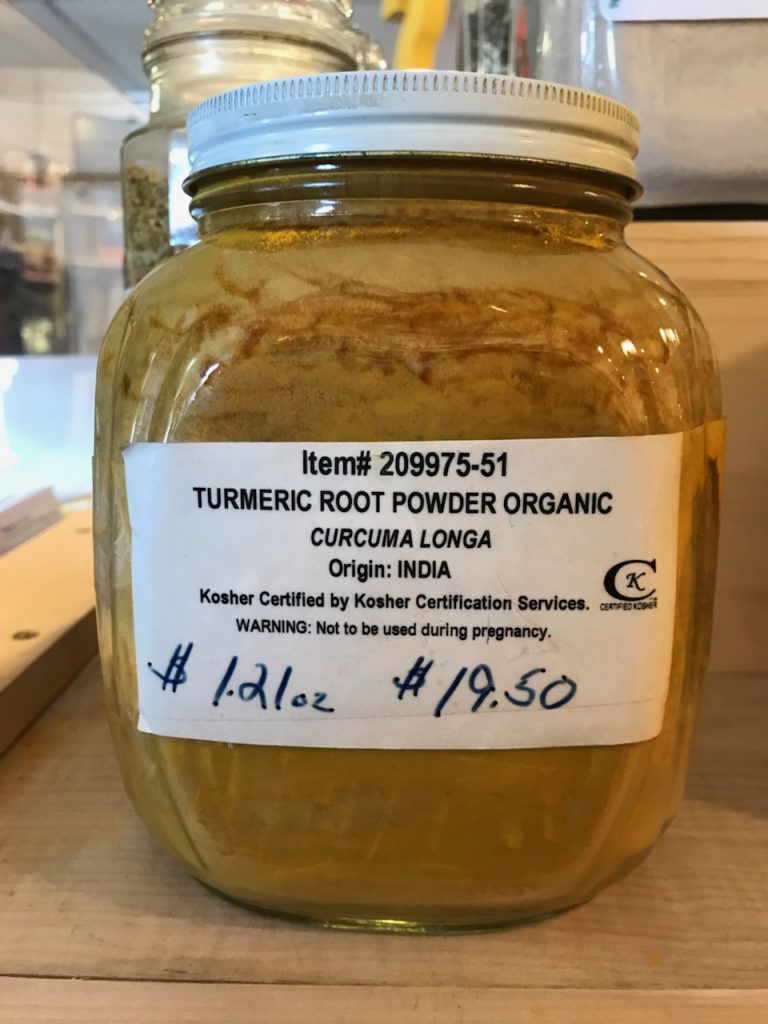 Item# 209975-51
TURMERIC ROOT POWDER ORGANIC
CURCUMA LONGA
Origin: INDIA
Kosher Certified by Kosher Certification Services.
CK
CERTIFIED KOSHER
WARNING: Not to be used during pregnancy.
$ 1.21oz $19.50